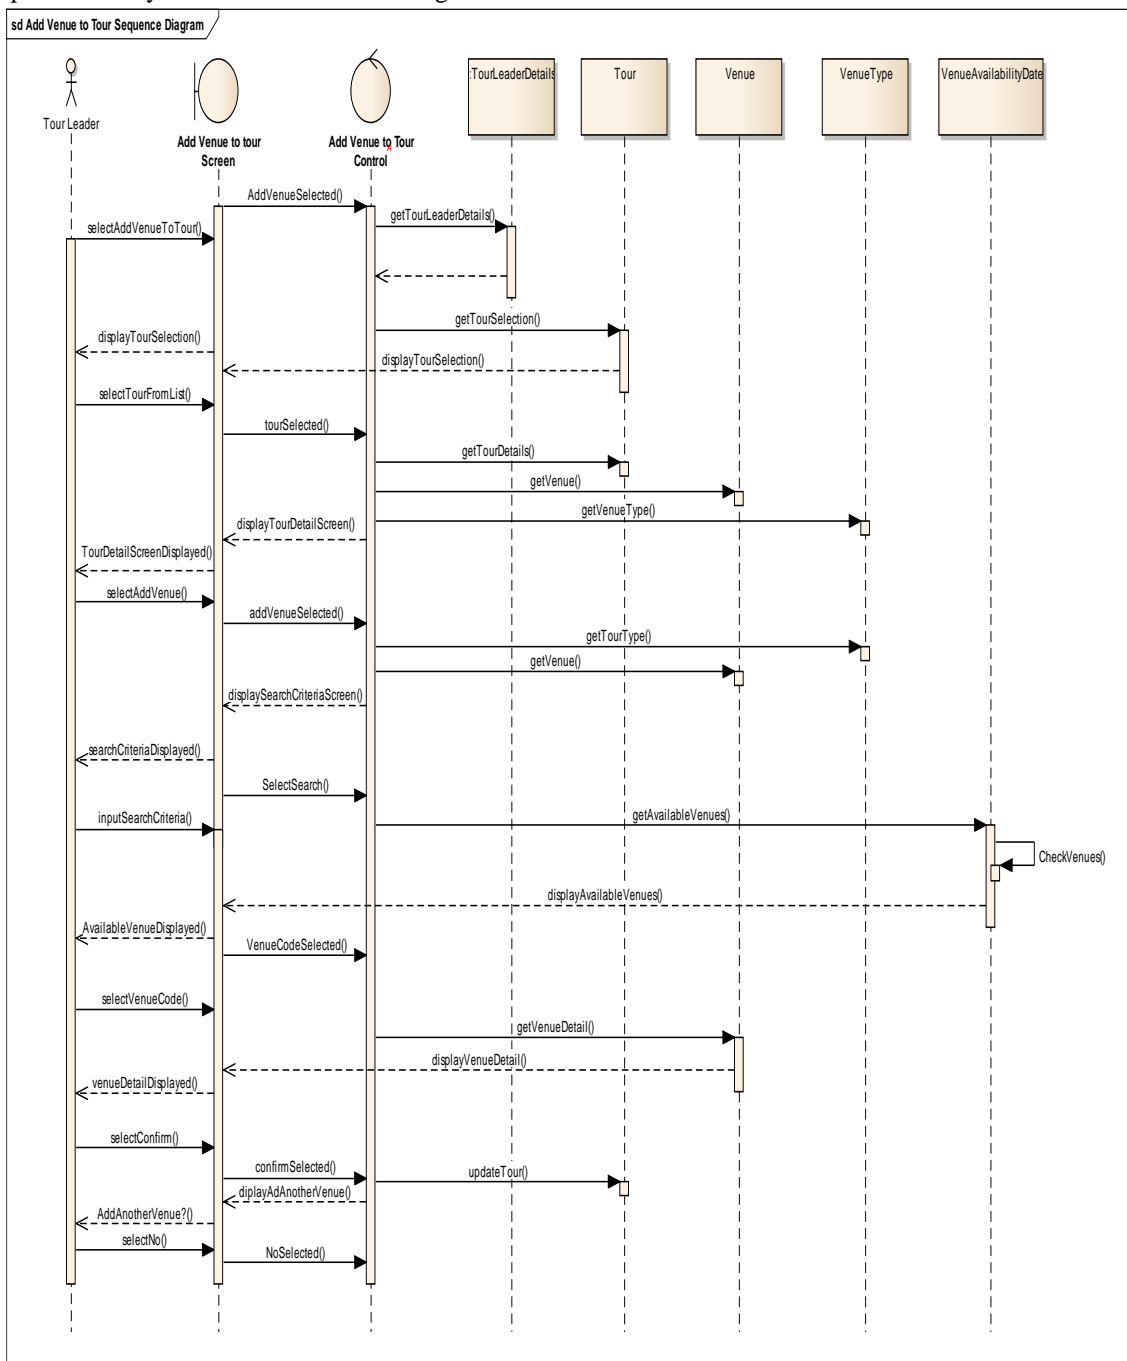 sd Add Venue to Tour Sequence Diagram
:TourLeaderDetails
Tour
Venue
VenueType
VenueAvailabilityDate
Tour Leader
Add Venue to tour
Screen
Add Venue to Tour
Control
AddVenueSelected()
getTourLeaderDetails()
selectAddVenueToTour()
getTourSelection()
displayTourSelection()
displayTourSelection()
selectTourFromList()
tourSelected()
getTourDetails()
getVenue()
getVenueType()
displayTourDetailScreen()
TourDetailScreenDisplayed()
selectAddVenue()
addVenueSelected()
getTourType()
getVenue()
displaySearchCriteriaScreen()
searchCriteriaDisplayed()
SelectSearch()
inputSearchCriteria()
getAvailableVenues()
CheckVenues()
displayAvailableVenues()
AvailableVenueDisplayed()
VenueCodeSelected()
selectVenueCode()
getVenueDetail()
displayVenueDetail()
venueDetailDisplayed()
selectConfirm()
confirmSelected()
updateTour()
diplayAdAnotherVenue()
AddAnotherVenue?()
selectNo()
NoSelected()